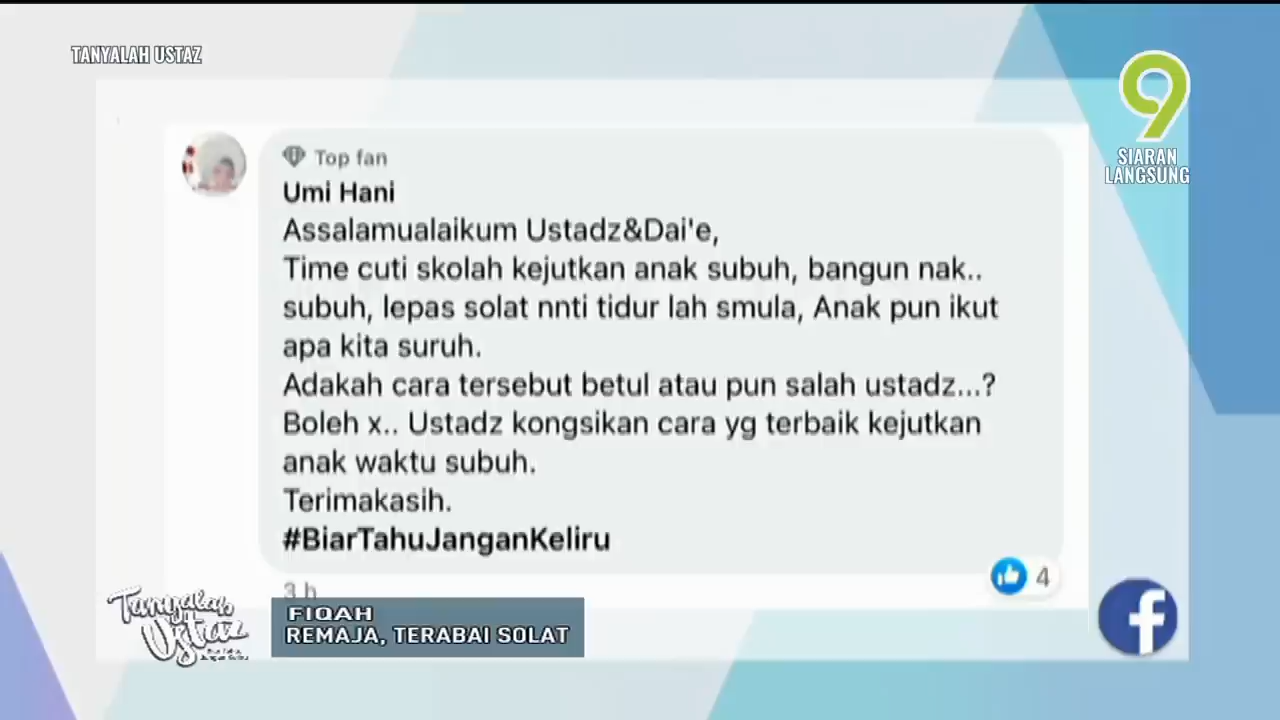 TANYALAH USTAZ
9
SIARAN
LANGSUNG
Top fan
Umi Hani
Assalamualaikum Ustadz&Dai'e,
Time cuti skolah kejutkan anak subuh, bangun nak..
subuh, lepas solat nnti tidur lah smula, Anak pun ikut
apa kita suruh.
Adakah cara tersebut betul atau pun salah ustadz...?
Boleh x.. Ustadz kongsikan cara yg terbaik kejutkan
anak waktu subuh.
Terimakasih.
#BiarTahuJanganKeliru
4
3 h
Tanyalah
Ustaz
FIQAH
REMAJA, TERABAI SOLAT
f